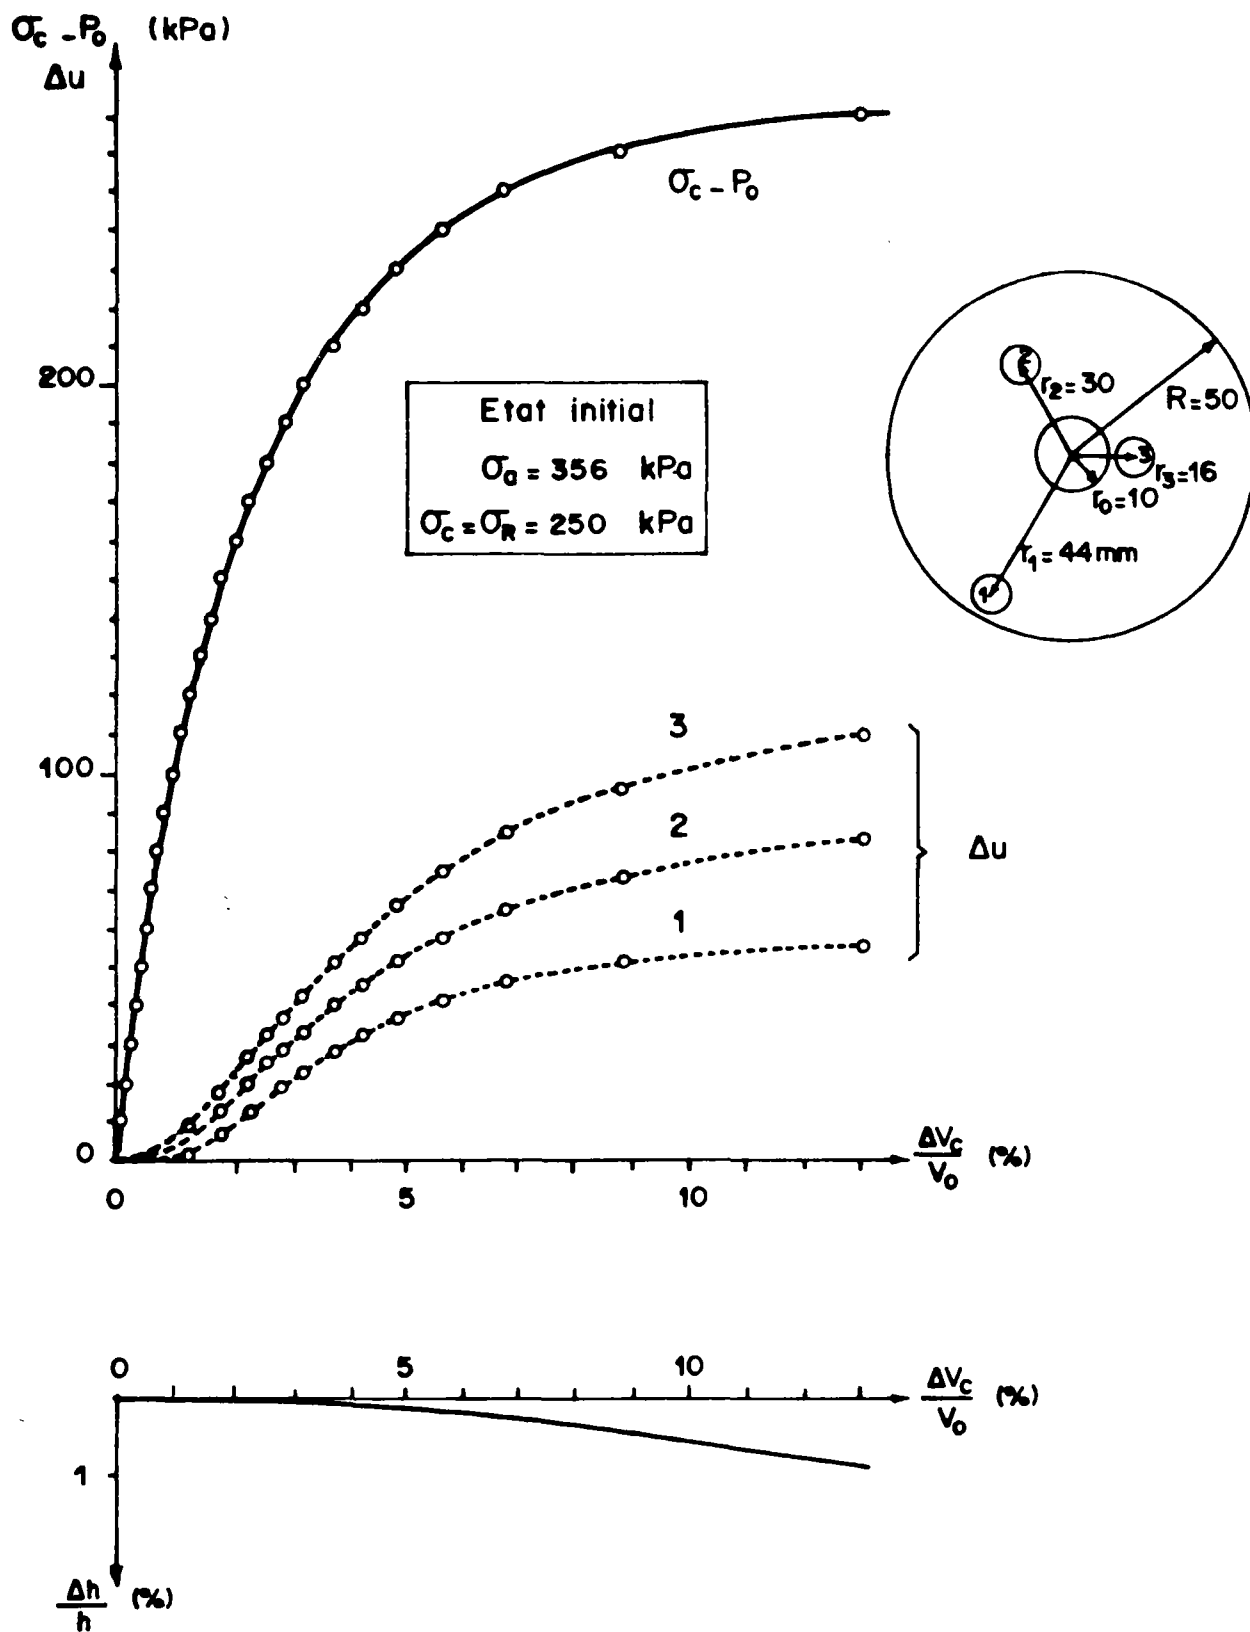 σc - P₀ (kPa)
Δu
σc - P₀
200
Etat initial
σa = 356 kPa
σc = σR = 250 kPa
2
r₂ = 30
R = 50
3
r₃ = 16
r₀ = 10
r₁ = 44 mm
1
3
100
2
Δu
1
0
ΔVc
V₀ (%)
0 5 10
0 5 10
ΔVc
V₀ (%)
1
Δh
h (%)